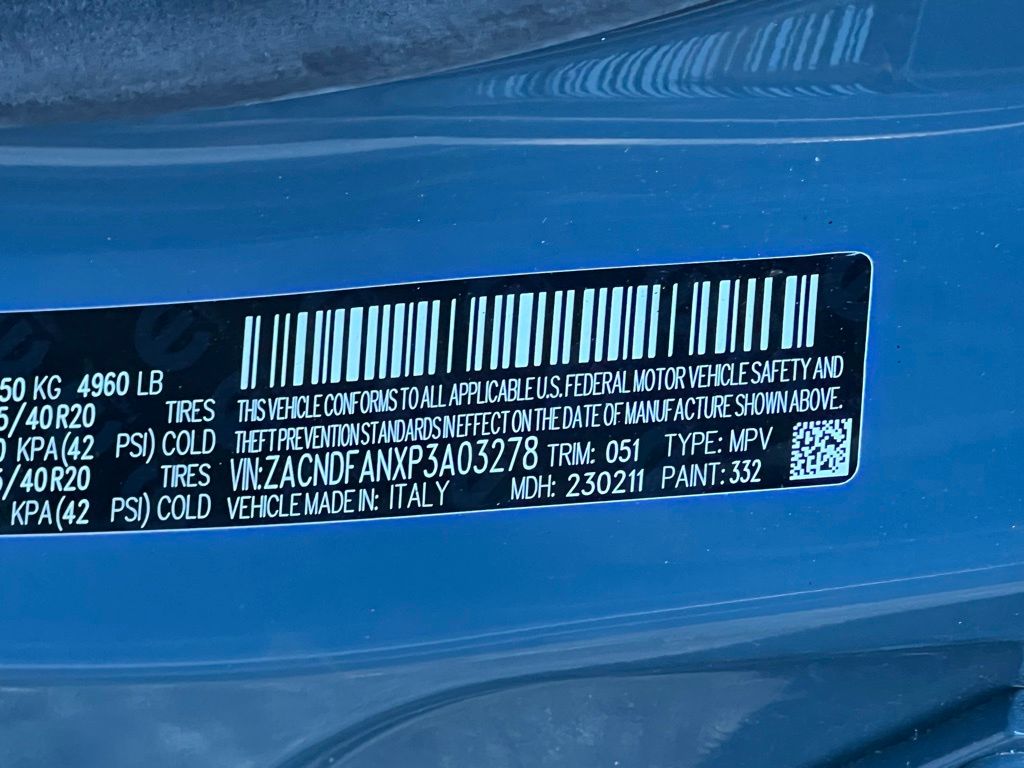 50 KG 4960 LB
5/40R20 TIRES
0 KPA(42 PSI) COLD
5/40R20 TIRES
KPA(42 PSI) COLD
THIS VEHICLE CONFORMS TO ALL APPLICABLE U.S. FEDERAL MOTOR VEHICLE SAFETY AND
THEFT PREVENTION STANDARDS IN EFFECT ON THE DATE OF MANUFACTURE SHOWN ABOVE.
VIN:ZACNDFANXP3A03278 TRIM: 051 TYPE: MPV
VEHICLE MADE IN: ITALY MDH: 230211 PAINT: 332